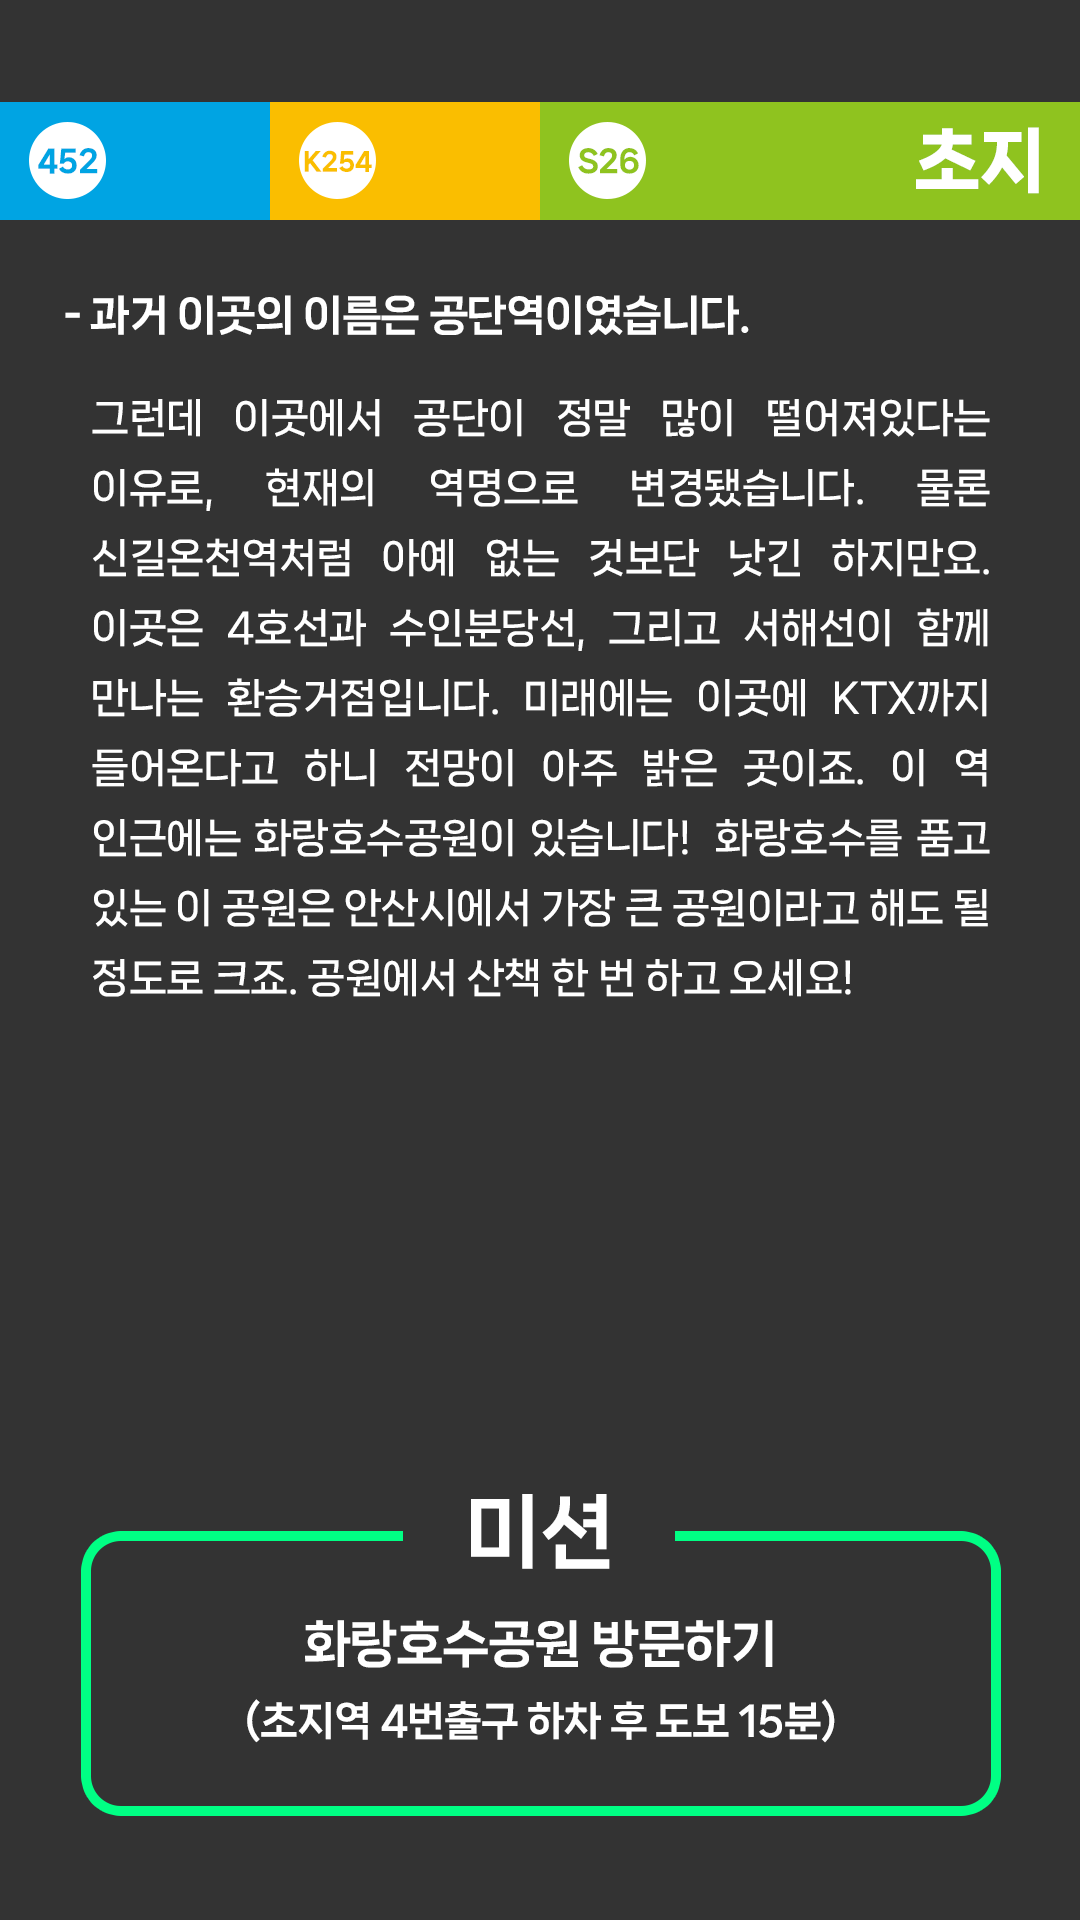 452 K254 S26 초지
- 과거 이곳의 이름은 공단역이였습니다.
그런데 이곳에서 공단이 정말 많이 떨어져있다는
이유로, 현재의 역명으로 변경됐습니다. 물론
신길온천역처럼 아예 없는 것보단 낫긴 하지만요.
이곳은 4호선과 수인분당선, 그리고 서해선이 함께
만나는 환승거점입니다. 미래에는 이곳에 KTX까지
들어온다고 하니 전망이 아주 밝은 곳이죠. 이 역
인근에는 화랑호수공원이 있습니다! 화랑호수를 품고
있는 이 공원은 안산시에서 가장 큰 공원이라고 해도 될
정도로 크죠. 공원에서 산책 한 번 하고 오세요!
미션
화랑호수공원 방문하기
(초지역 4번출구 하차 후 도보 15분)